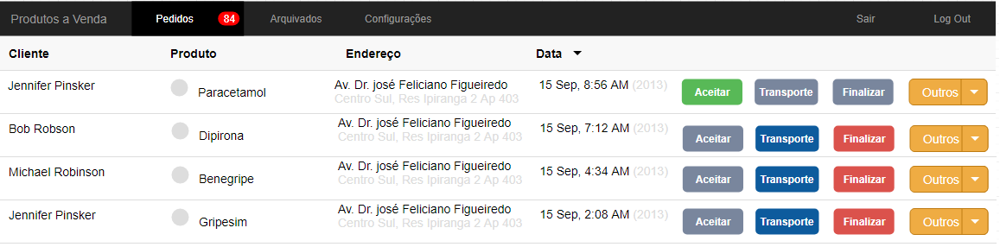 Produtos a Venda Pedidos 84 Arquivados Configurações Sair Log Out
Cliente Produto Endereço Data
Jennifer Pinsker Paracetamol Av. Dr. josé Feliciano Figueiredo 15 Sep, 8:56 AM (2013) Aceitar Transporte Finalizar Outros
Centro Sul, Res Ipiranga 2 Ap 403
Bob Robson Dipirona Av. Dr. josé Feliciano Figueiredo 15 Sep, 7:12 AM (2013) Aceitar Transporte Finalizar Outros
Centro Sul, Res Ipiranga 2 Ap 403
Michael Robinson Benegripe Av. Dr. josé Feliciano Figueiredo 15 Sep, 4:34 AM (2013) Aceitar Transporte Finalizar Outros
Centro Sul, Res Ipiranga 2 Ap 403
Jennifer Pinsker Gripesim Av. Dr. josé Feliciano Figueiredo 15 Sep, 2:08 AM (2013) Aceitar Transporte Finalizar Outros
Centro Sul, Res Ipiranga 2 Ap 403